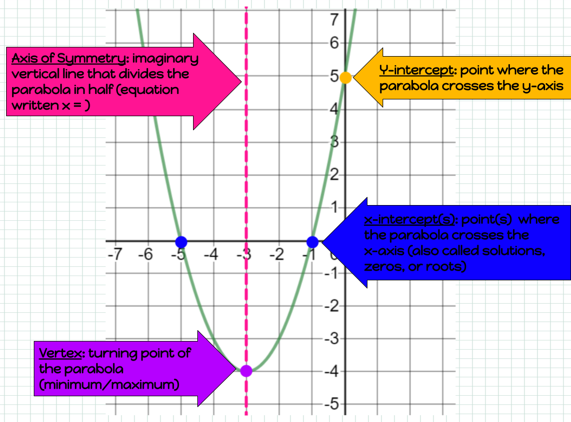 Axis of Symmetry: imaginary
vertical line that divides the
parabola in half (equation
written x = )
Y-intercept: point where the
parabola crosses the y-axis
x-intercept(s): point(s) where
the parabola crosses the
x-axis (also called solutions,
zeros, or roots)
Vertex: turning point of
the parabola
(minimum/maximum)
7
6
5
4
3
2
1
-7 -6 -5 -4 -3 -2 -1 0
-1
-2
-3
-4
-5